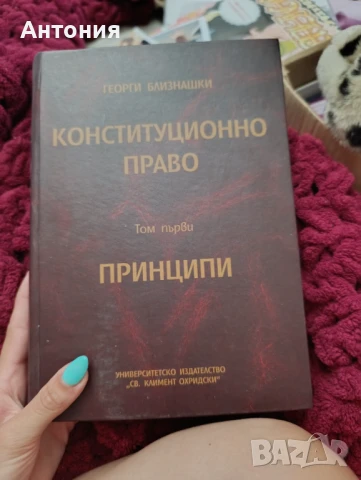 Антония
ГЕОРГИ БЛИЗНАШКИ
КОНСТИТУЦИОННО
ПРАВО
Том първи
ПРИНЦИПИ
УНИВЕРСИТЕТСКО ИЗДАТЕЛСТВО
„СВ. КЛИМЕНТ ОХРИДСКИ"
BAZAR